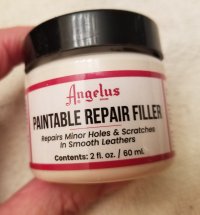 Angelus
PAINTABLE REPAIR FILLER
Repairs Minor Holes & Scratches
In Smooth Leathers
Contents: 2 fl. oz. / 60 mL.